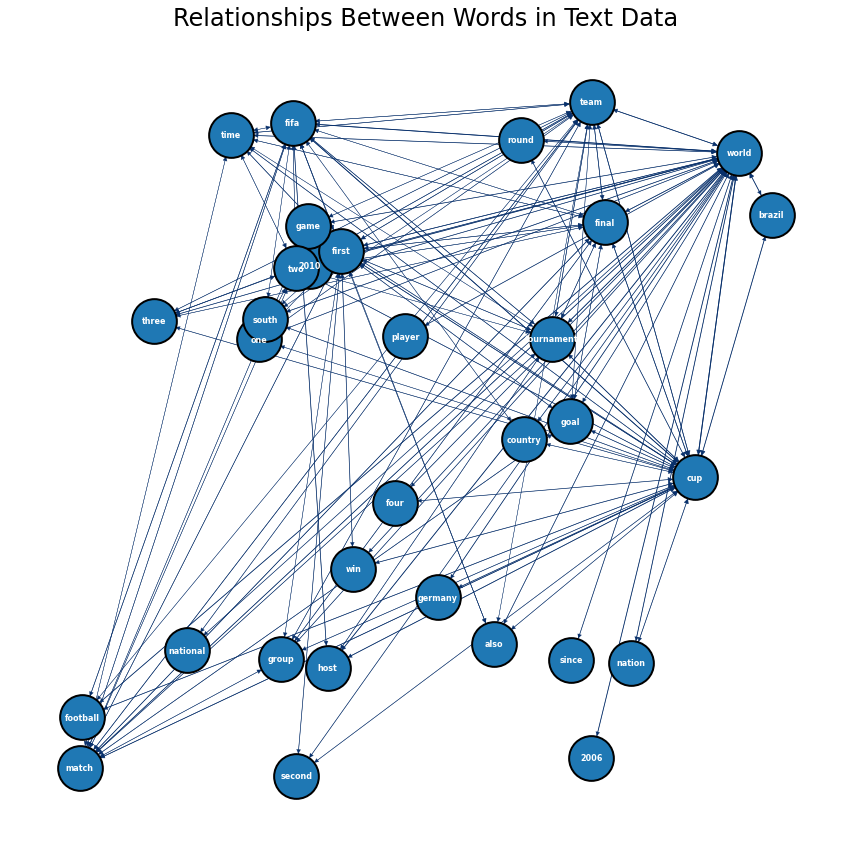 Relationships Between Words in Text Data
team
fifa
time
round
world
brazil
final
game
first
two
2010
three
south
one
player
tournament
goal
country
cup
four
win
germany
also
national
group
host
since
nation
football
match
second
2006